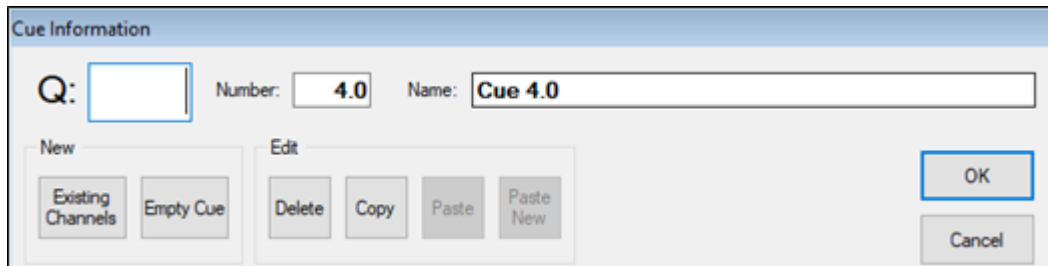 Cue Information
Q: Number: 4.0 Name: Cue 4.0
New Edit
Existing Channels Empty Cue Delete Copy Paste Paste New OK
Cancel